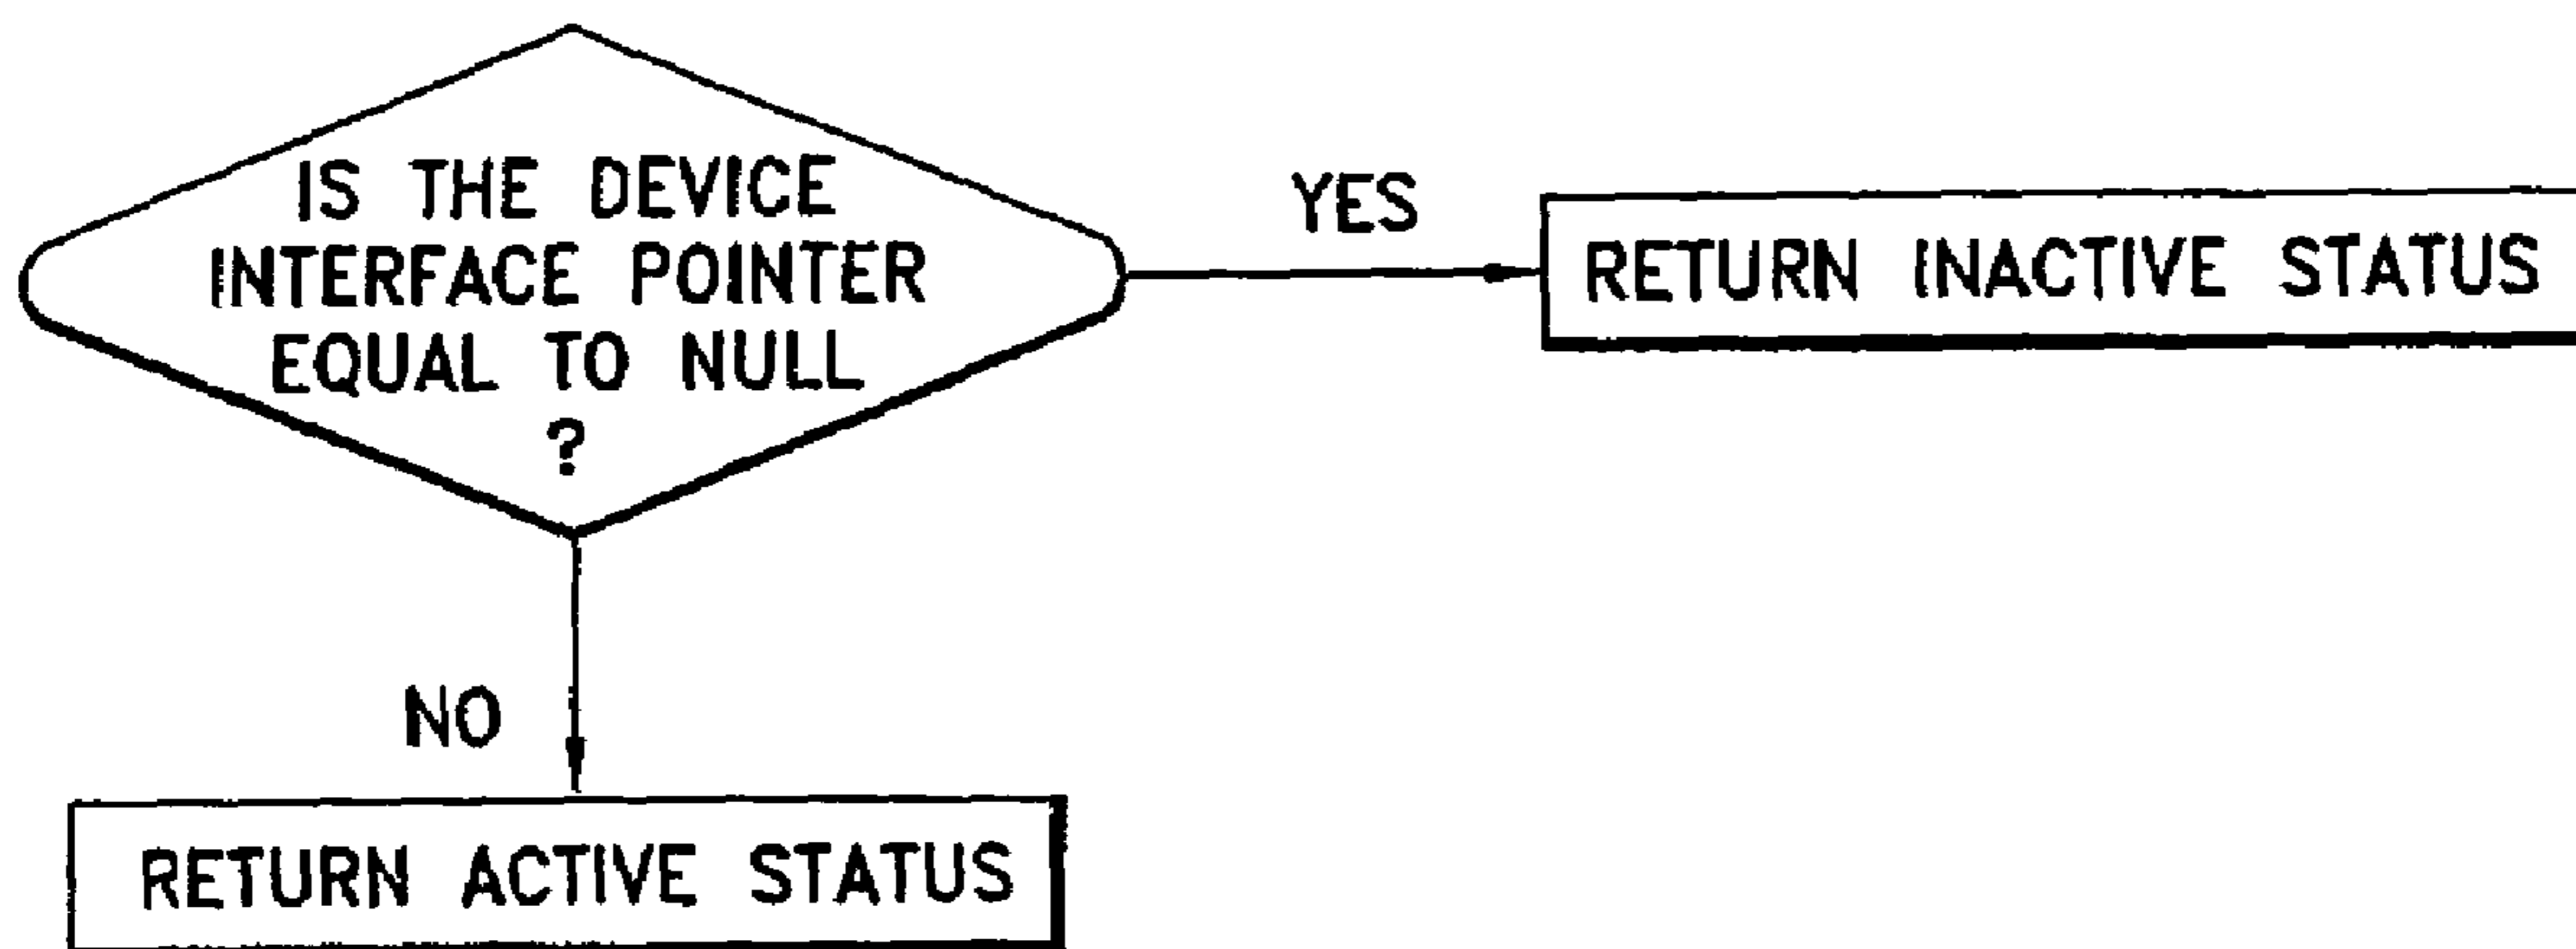 IS THE DEVICE
INTERFACE POINTER
EQUAL TO NULL
?
YES
RETURN INACTIVE STATUS
NO
RETURN ACTIVE STATUS